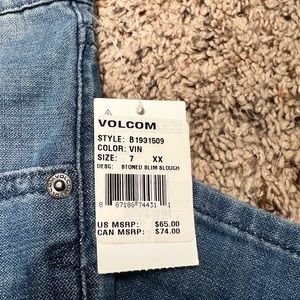 VOLCOM
STYLE: B1931509
COLOR: VIN
SIZE: 7 XX
DESC: STONED SLIM SLOUCH
8 87188 74431 1
US MSRP: $65.00
CAN MSRP: $74.00